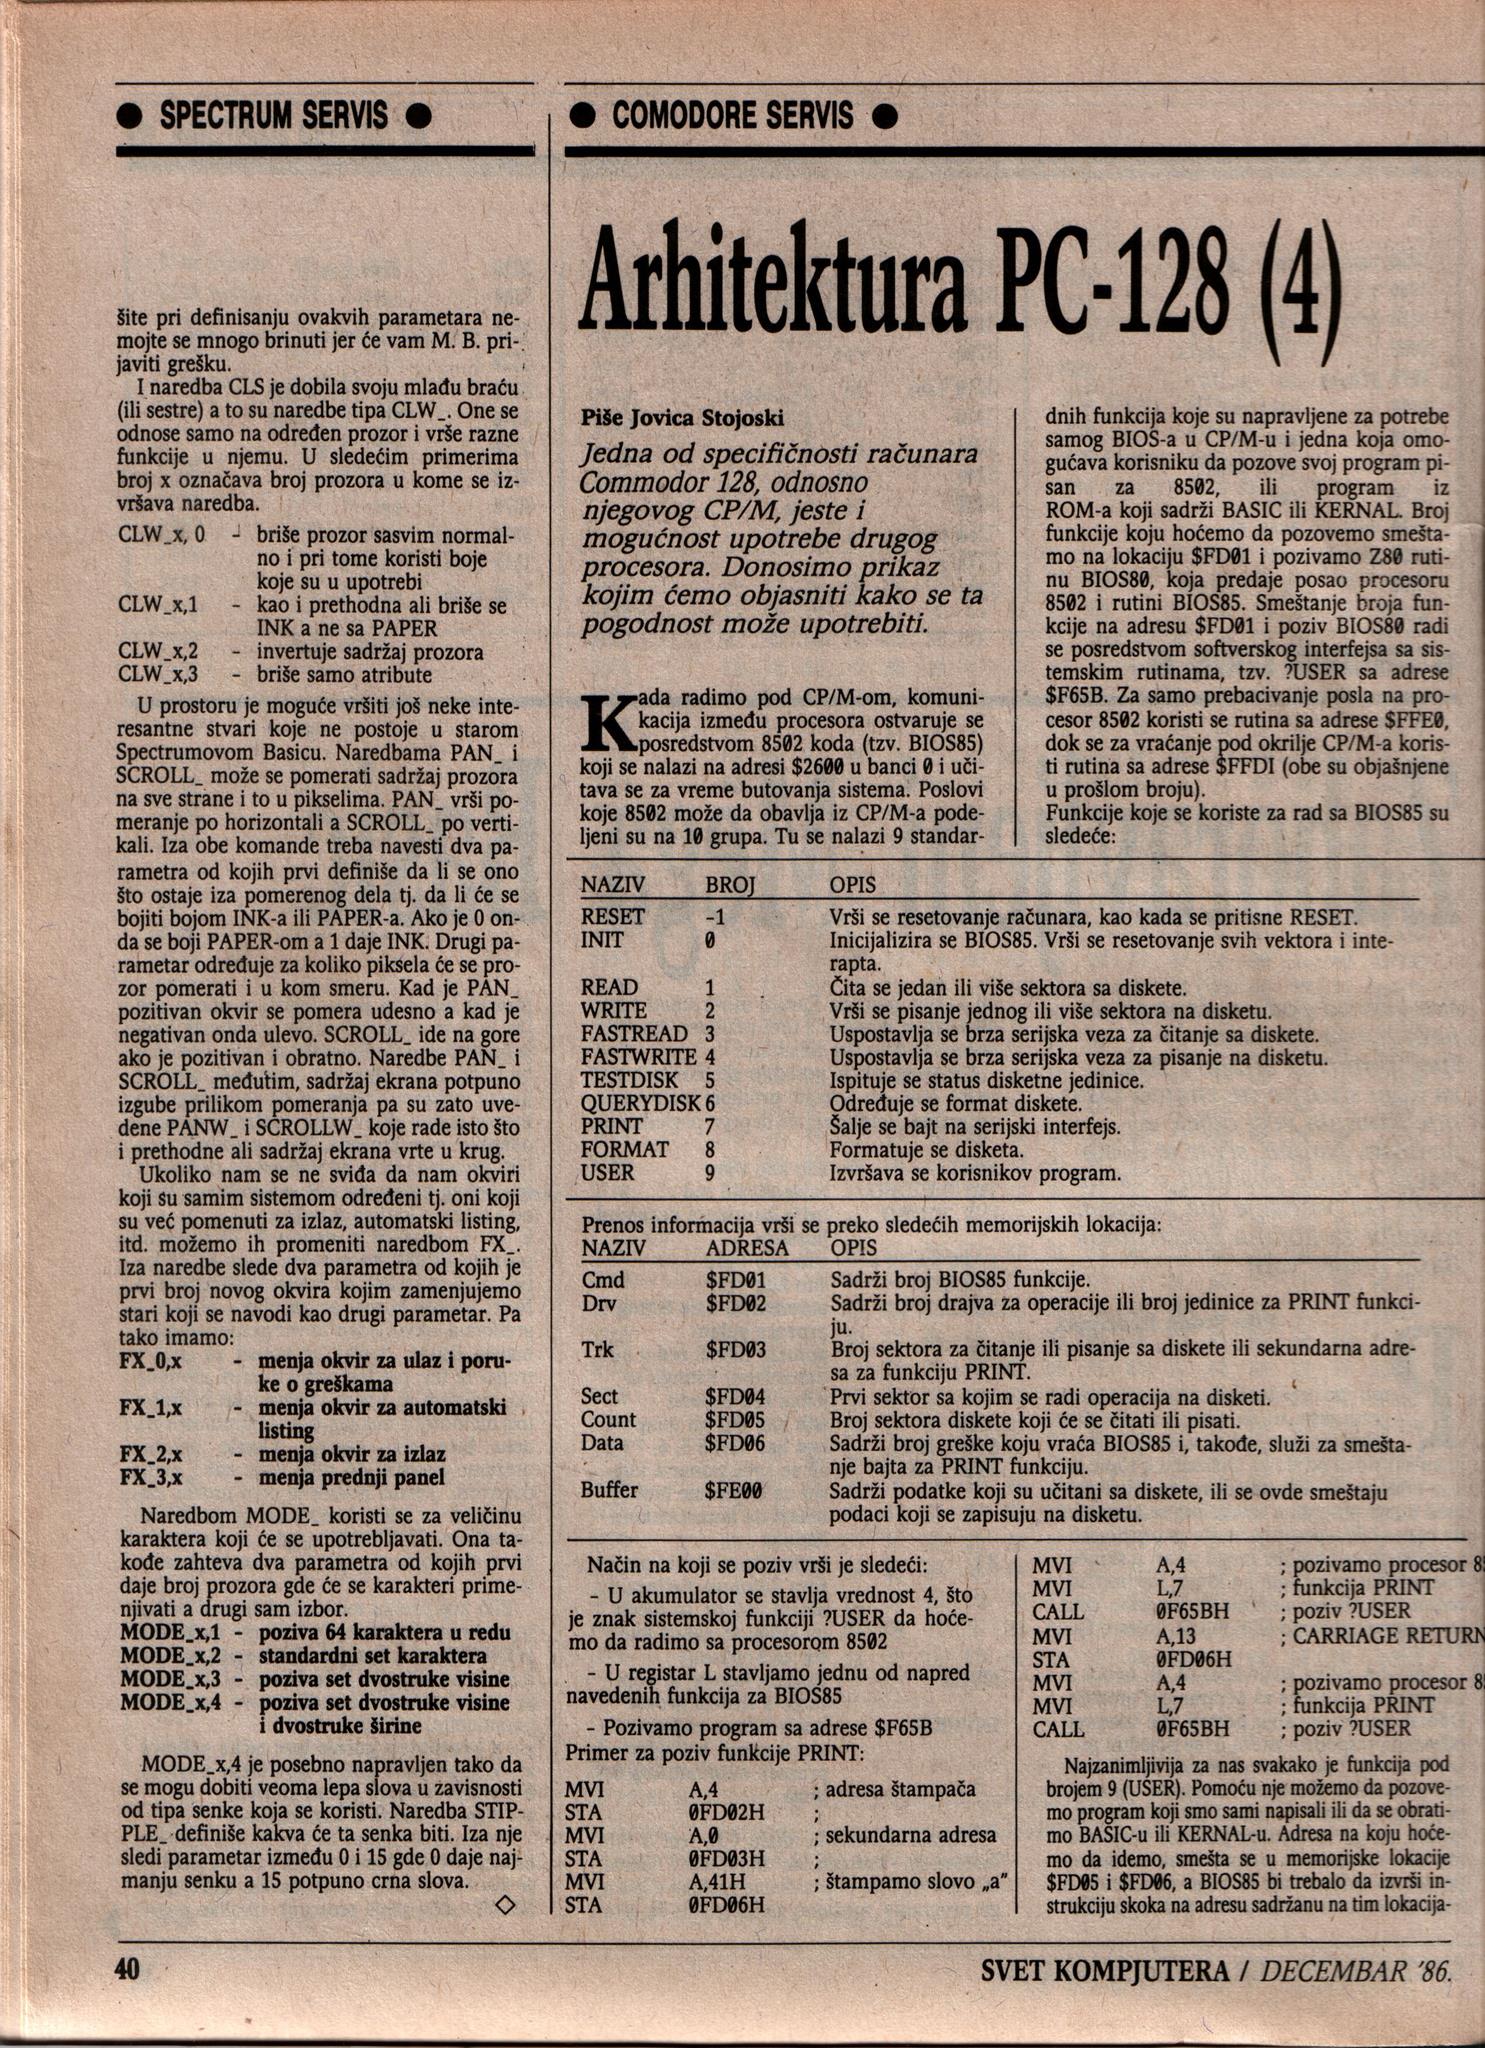 ● SPECTRUM SERVIS ●
šite pri definisanju ovakvih parametara ne-
mojte se mnogo brinuti jer će vam M. B. pri-
javiti grešku.
I naredba CLS je dobila svoju mlađu braću
(ili sestre) a to su naredbe tipa CLW_. One se
odnose samo na određen prozor i vrše razne
funkcije u njemu. U sledećim primerima
broj x označava broj prozora u kome se iz-
vršava naredba.
CLW_x, 0 - briše prozor sasvim normal-
no i pri tome koristi boje
koje su u upotrebi
CLW_x,1 - kao i prethodna ali briše se
INK a ne sa PAPER
CLW_x,2 - invertuje sadržaj prozora
CLW_x,3 - briše samo atribute
U prostoru je moguće vršiti još neke inte-
resantne stvari koje ne postoje u starom
Spectrumovom Basicu. Naredbama PAN_ i
SCROLL_ može se pomerati sadržaj prozora
na sve strane i to u pikselima. PAN_ vrši po-
meranje po horizontali a SCROLL_ po verti-
kali. Iza obe komande treba navesti dva pa-
rametra od kojih prvi definiše da li se ono
što ostaje iza pomerenog dela tj. da li će se
bojiti bojom INK-a ili PAPER-a. Ako je 0 on-
da se boji PAPER-om a 1 daje INK. Drugi pa-
rametar određuje za koliko piksela će se pro-
zor pomerati i u kom smeru. Kad je PAN_
pozitivan okvir se pomera udesno a kad je
negativan onda ulevo. SCROLL_ ide na gore
ako je pozitivan i obratno. Naredbe PAN_ i
SCROLL_ međutim, sadržaj ekrana potpuno
izgube prilikom pomeranja pa su zato uve-
dene PANW_ i SCROLLW_ koje rade isto što
i prethodne ali sadržaj ekrana vrte u krug.
Ukoliko nam se ne sviđa da nam okviri
koji su samim sistemom određeni tj. oni koji
su već pomenuti za izlaz, automatski listing,
itd. možemo ih promeniti naredbom FX_.
Iza naredbe slede dva parametra od kojih je
prvi broj novog okvira kojim zamenjujemo
stari koji se navodi kao drugi parametar. Pa
tako imamo:
FX_0,x - menja okvir za ulaz i poru-
ke o greškama
FX_1,x - menja okvir za automatski
listing
FX_2,x - menja okvir za izlaz
FX_3,x - menja prednji panel
Naredbom MODE_ koristi se za veličinu
karaktera koji će se upotrebljavati. Ona ta-
kođe zahteva dva parametra od kojih prvi
daje broj prozora gde će se karakteri prime-
njivati a drugi sam izbor.
MODE_x,1 - poziva 64 karaktera u redu
MODE_x,2 - standardni set karaktera
MODE_x,3 - poziva set dvostruke visine
MODE_x,4 - poziva set dvostruke visine
i dvostruke širine
MODE_x,4 je posebno napravljen tako da
se mogu dobiti veoma lepa slova u zavisnosti
od tipa senke koja se koristi. Naredba STIP-
PLE_ definiše kakva će ta senka biti. Iza nje
sledi parametar između 0 i 15 gde 0 daje naj-
manju senku a 15 potpuno crna slova.
◇
● COMODORE SERVIS ●
Arhitektura PC-128 (4)
Piše Jovica Stojoski
Jedna od specifičnosti računara
Commodor 128, odnosno
njegovog CP/M, jeste i
mogućnost upotrebe drugog
procesora. Donosimo prikaz
kojim ćemo objasniti kako se ta
pogodnost može upotrebiti.
Kada radimo pod CP/M-om, komuni-
kacija između procesora ostvaruje se
posredstvom 8502 koda (tzv. BIOS85)
koji se nalazi na adresi $2600 u banci 0 i uči-
tava se za vreme butovanja sistema. Poslovi
koje 8502 može da obavlja iz CP/M-a pode-
ljeni su na 10 grupa. Tu se nalazi 9 standar-
dnih funkcija koje su napravljene za potrebe
samog BIOS-a u CP/M-u i jedna koja omo-
gućava korisniku da pozove svoj program pi-
san za 8502, ili program iz
ROM-a koji sadrži BASIC ili KERNAL. Broj
funkcije koju hoćemo da pozovemo smešta-
mo na lokaciju $FD01 i pozivamo Z80 ruti-
nu BIOS80, koja predaje posao procesoru
8502 i rutini BIOS85. Smeštanje broja fun-
kcije na adresu $FD01 i poziv BIOS80 radi
se posredstvom softverskog interfejsa sa sis-
temskim rutinama, tzv. ?USER sa adrese
$F65B. Za samo prebacivanje posla na pro-
cesor 8502 koristi se rutina sa adrese $FFE0,
dok se za vraćanje pod okrilje CP/M-a koris-
ti rutina sa adrese $FFDI (obe su objašnjene
u prošlom broju).
Funkcije koje se koriste za rad sa BIOS85 su
sledeće:
NAZIV BROJ OPIS
RESET -1 Vrši se resetovanje računara, kao kada se pritisne RESET.
INIT 0 Inicijalizira se BIOS85. Vrši se resetovanje svih vektora i inte-
rapta.
READ 1 Čita se jedan ili više sektora sa diskete.
WRITE 2 Vrši se pisanje jednog ili više sektora na disketu.
FASTREAD 3 Uspostavlja se brza serijska veza za čitanje sa diskete.
FASTWRITE 4 Uspostavlja se brza serijska veza za pisanje na disketu.
TESTDISK 5 Ispituje se status disketne jedinice.
QUERYDISK 6 Određuje se format diskete.
PRINT 7 Šalje se bajt na serijski interfejs.
FORMAT 8 Formatuje se disketa.
USER 9 Izvršava se korisnikov program.
Prenos informacija vrši se preko sledećih memorijskih lokacija:
NAZIV ADRESA OPIS
Cmd $FD01 Sadrži broj BIOS85 funkcije.
Drv $FD02 Sadrži broj drajva za operacije ili broj jedinice za PRINT funkci-
ju.
Trk $FD03 Broj sektora za čitanje ili pisanje sa diskete ili sekundarna adre-
sa za funkciju PRINT.
Sect $FD04 Prvi sektor sa kojim se radi operacija na disketi.
Count $FD05 Broj sektora diskete koji će se čitati ili pisati.
Data $FD06 Sadrži broj greške koju vraća BIOS85 i, takođe, služi za smešta-
nje bajta za PRINT funkciju.
Buffer $FE00 Sadrži podatke koji su učitani sa diskete, ili se ovde smeštaju
podaci koji se zapisuju na disketu.
Način na koji se poziv vrši je sledeći:
- U akumulator se stavlja vrednost 4, što
je znak sistemskoj funkciji ?USER da hoće-
mo da radimo sa procesorom 8502
- U registar L stavljamo jednu od napred
navedenih funkcija za BIOS85
- Pozivamo program sa adrese $F65B
Primer za poziv funkcije PRINT:
MVI A,4 ; adresa štampača
STA 0FD02H ;
MVI A,0 ; sekundarna adresa
STA 0FD03H ;
MVI A,41H ; štampamo slovo „a"
STA 0FD06H
MVI A,4 ; pozivamo procesor 8
MVI L,7 ; funkcija PRINT
CALL 0F65BH ; poziv ?USER
MVI A,13 ; CARRIAGE RETURN
STA 0FD06H
MVI A,4 ; pozivamo procesor 8
MVI L,7 ; funkcija PRINT
CALL 0F65BH ; poziv ?USER
Najzanimljivija za nas svakako je funkcija pod
brojem 9 (USER). Pomoću nje možemo da pozove-
mo program koji smo sami napisali ili da se obrati-
mo BASIC-u ili KERNAL-u. Adresa na koju hoće-
mo da idemo, smešta se u memorijske lokacije
$FD05 i $FD06, a BIOS85 bi trebalo da izvrši in-
strukciju skoka na adresu sadržanu na tim lokacija-
40
SVET KOMPJUTERA / DECEMBAR '86.